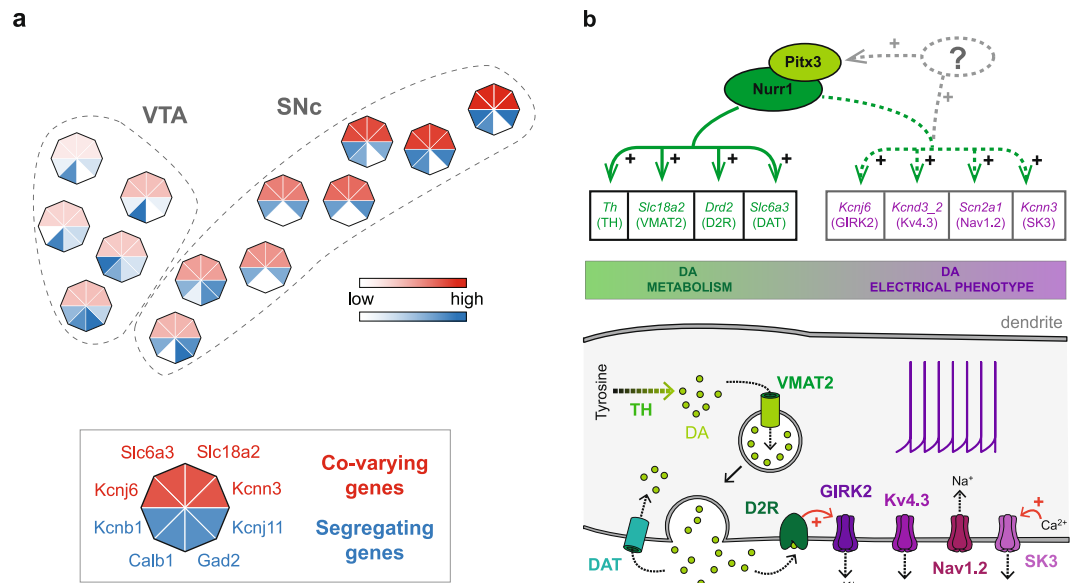 a
VTA
SNc
low high
Slc6a3 Slc18a2
Kcnj6 Kcnn3
Kcnb1 Kcnj11
Calb1 Gad2
Co-varying
genes
Segregating
genes
b
Pitx3
Nurr1
?
+
+
+ + + + + + + +
Th Slc18a2 Drd2 Slc6a3 Kcnj6 Kcnd3_2 Scn2a1 Kcnn3
(TH) (VMAT2) (D2R) (DAT) (GIRK2) (Kv4.3) (Nav1.2) (SK3)
DA DA
METABOLISM ELECTRICAL PHENOTYPE
dendrite
Tyrosine
TH
DA
VMAT2
DAT
D2R
+
GIRK2
Kv4.3
Na+
Nav1.2
+
Ca2+
SK3